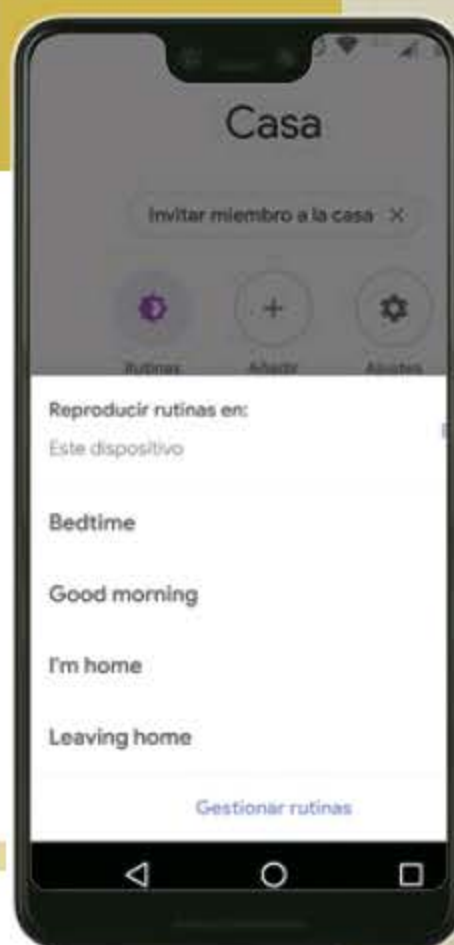 Casa
Invitar miembro a la casa ×
Rutinas Añadir Ajustes
Reproducir rutinas en:
Este dispositivo
Bedtime
Good morning
I'm home
Leaving home
Gestionar rutinas